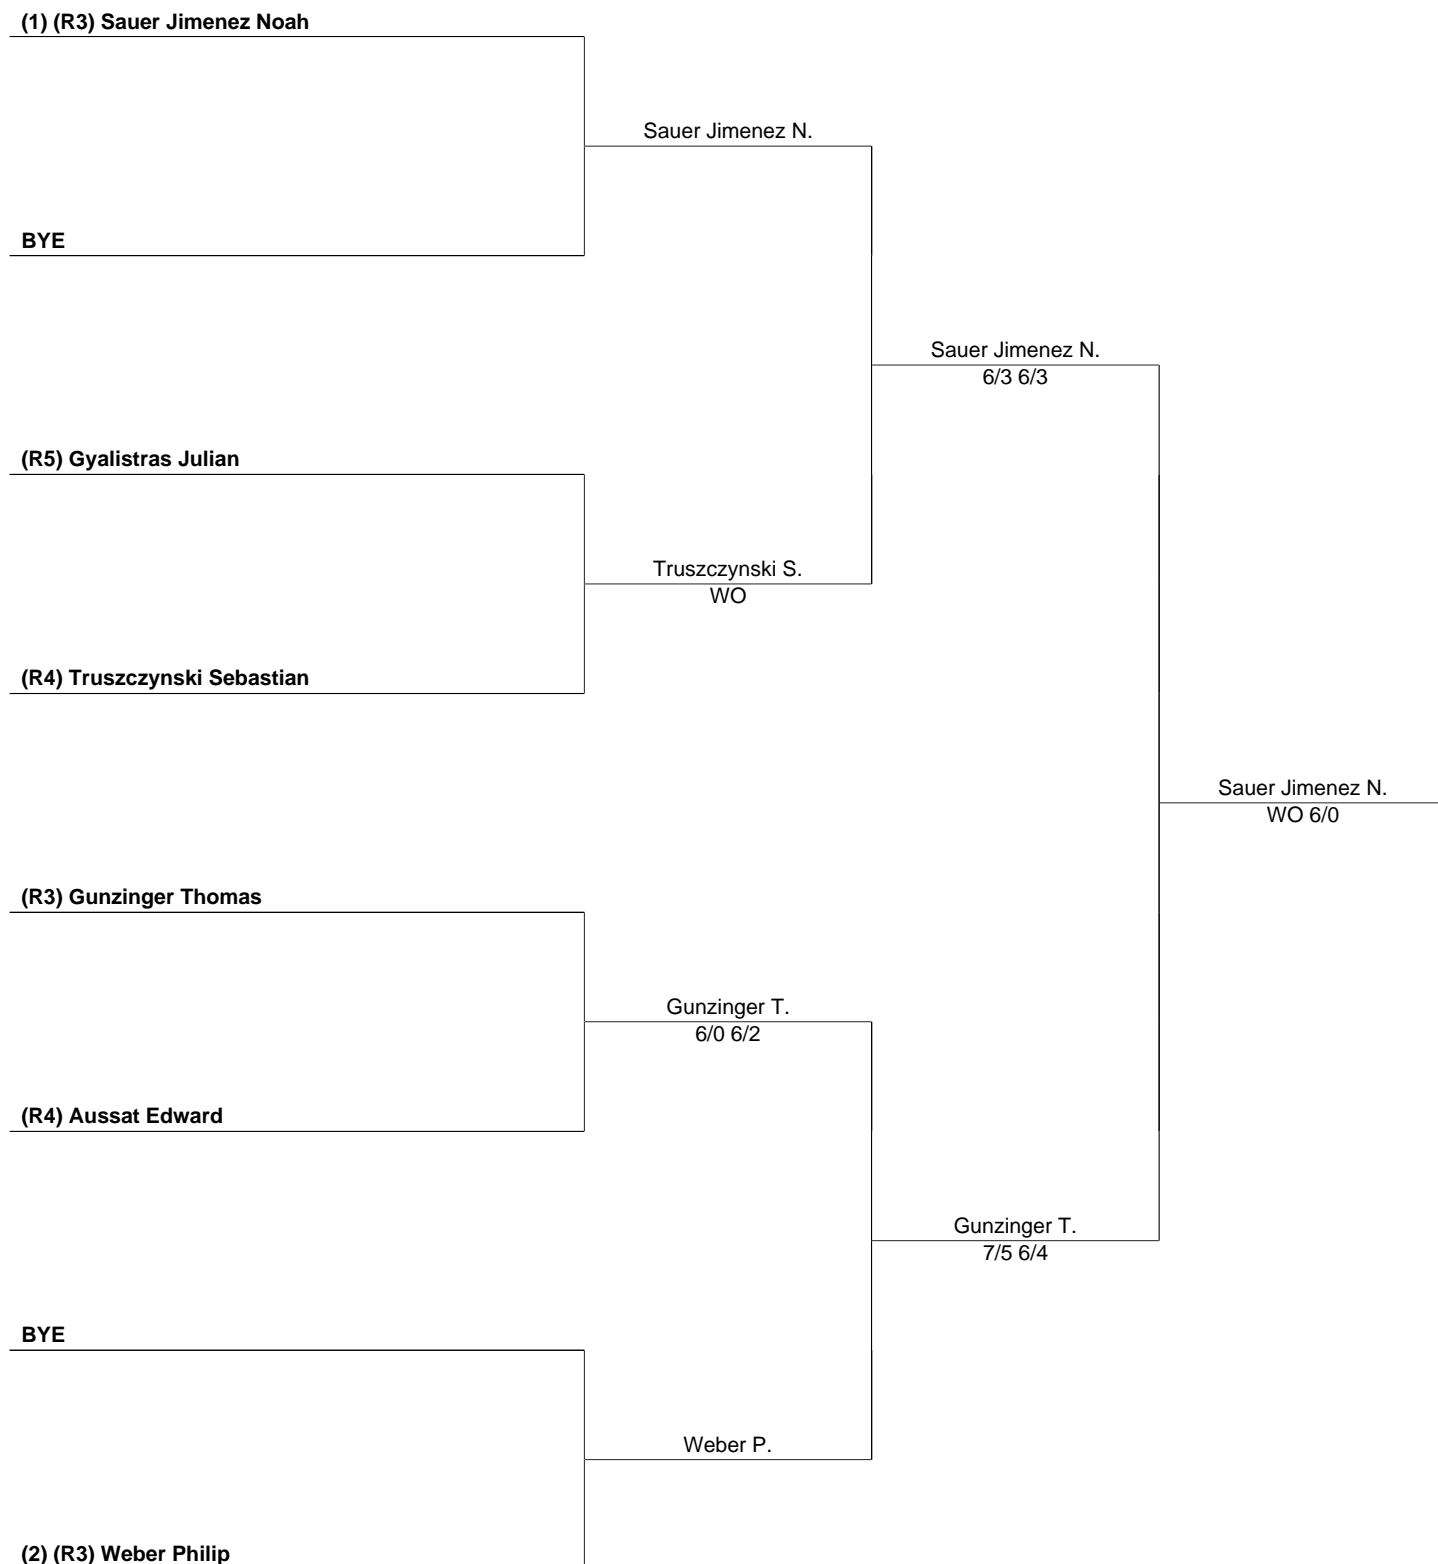 (1) (R3) Sauer Jimenez Noah
Sauer Jimenez N.
BYE
Sauer Jimenez N.
6/3 6/3
(R5) Gyalistras Julian
Truszczynski S.
WO
(R4) Truszczynski Sebastian
Sauer Jimenez N.
WO 6/0
(R3) Gunzinger Thomas
Gunzinger T.
6/0 6/2
(R4) Aussat Edward
Gunzinger T.
7/5 6/4
BYE
Weber P.
(2) (R3) Weber Philip